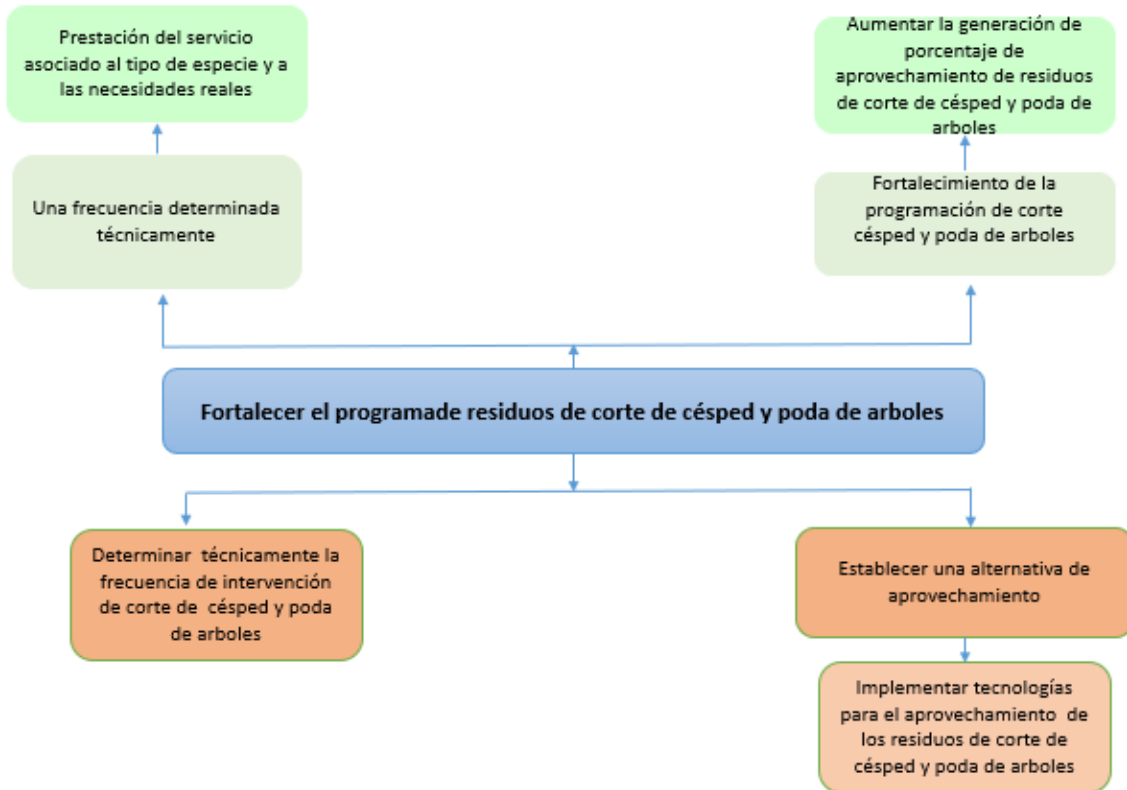 Prestación del servicio
asociado al tipo de especie y a
las necesidades reales
Aumentar la generación de
porcentaje de
aprovechamiento de residuos
de corte de césped y poda de
arboles
Una frecuencia determinada
técnicamente
Fortalecimiento de la
programación de corte
césped y poda de arboles
Fortalecer el programade residuos de corte de césped y poda de arboles
Determinar técnicamente la
frecuencia de intervención
de corte de césped y poda
de arboles
Establecer una alternativa de
aprovechamiento
Implementar tecnologías
para el aprovechamiento de
los residuos de corte de
césped y poda de arboles